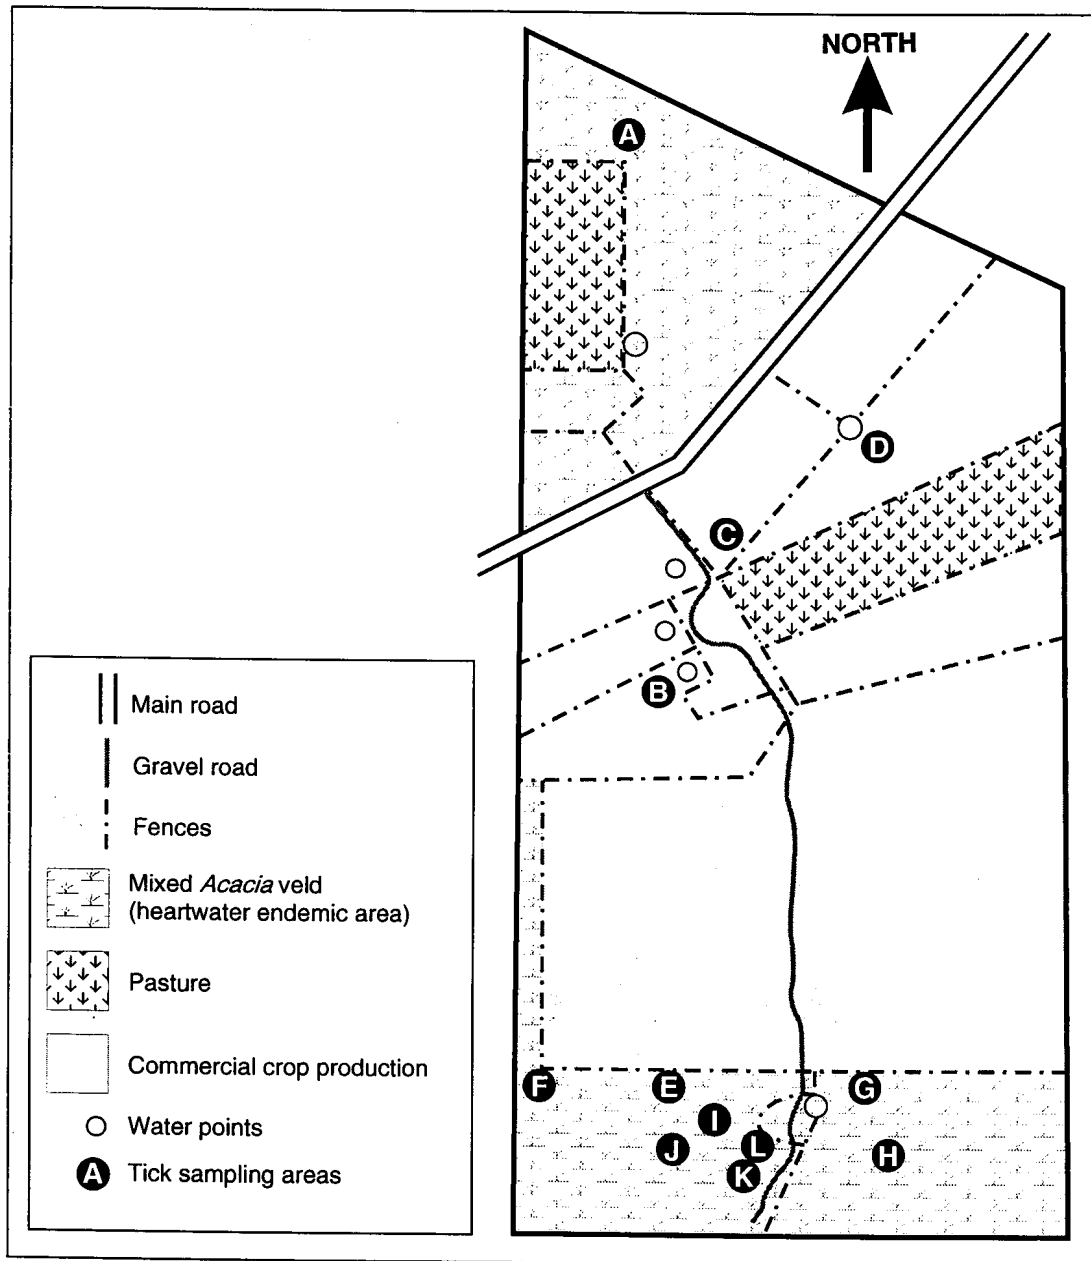 NORTH
A
D
C
B
F
E
G
I
J
L
H
K
Main road
Gravel road
Fences
Mixed Acacia veld
(heartwater endemic area)
Pasture
Commercial crop production
Water points
A Tick sampling areas